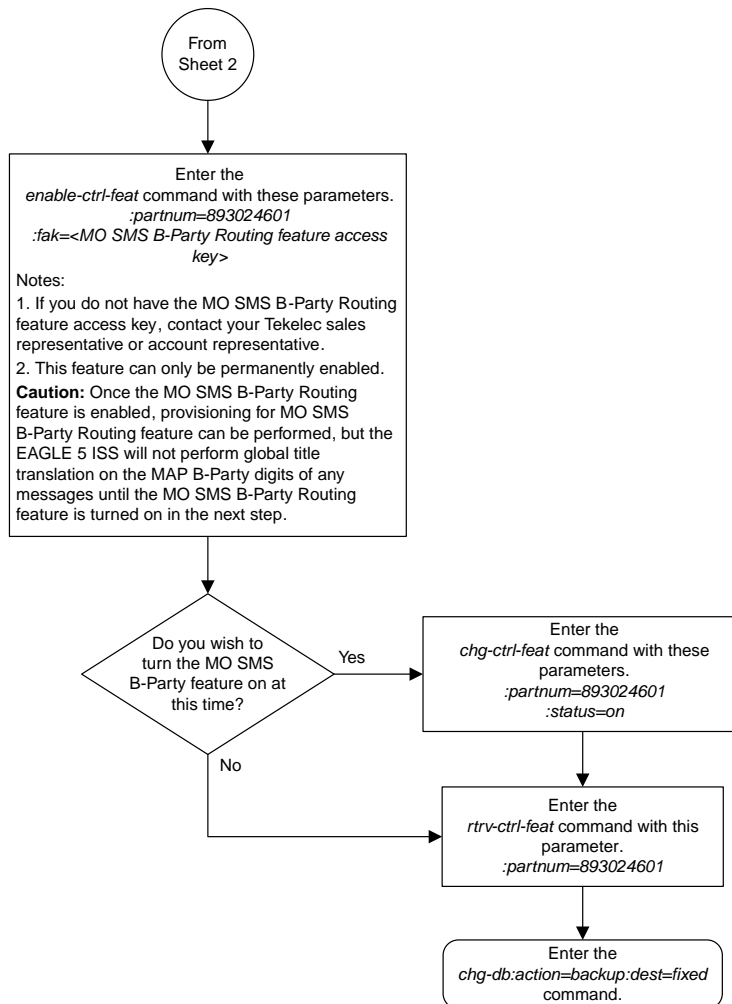 From
Sheet 2
Enter the
enable-ctrl-feat command with these parameters.
:partnum=893024601
:fak=<MO SMS B-Party Routing feature access
key>
Notes:
1. If you do not have the MO SMS B-Party Routing
feature access key, contact your Tekelec sales
representative or account representative.
2. This feature can only be permanently enabled.
Caution: Once the MO SMS B-Party Routing
feature is enabled, provisioning for MO SMS
B-Party Routing feature can be performed, but the
EAGLE 5 ISS will not perform global title
translation on the MAP B-Party digits of any
messages until the MO SMS B-Party Routing
feature is turned on in the next step.
Do you wish to
turn the MO SMS
B-Party feature on at
this time?
Yes
Enter the
chg-ctrl-feat command with these
parameters.
:partnum=893024601
:status=on
No
Enter the
rtrv-ctrl-feat command with this
parameter.
:partnum=893024601
Enter the
chg-db:action=backup:dest=fixed
command.